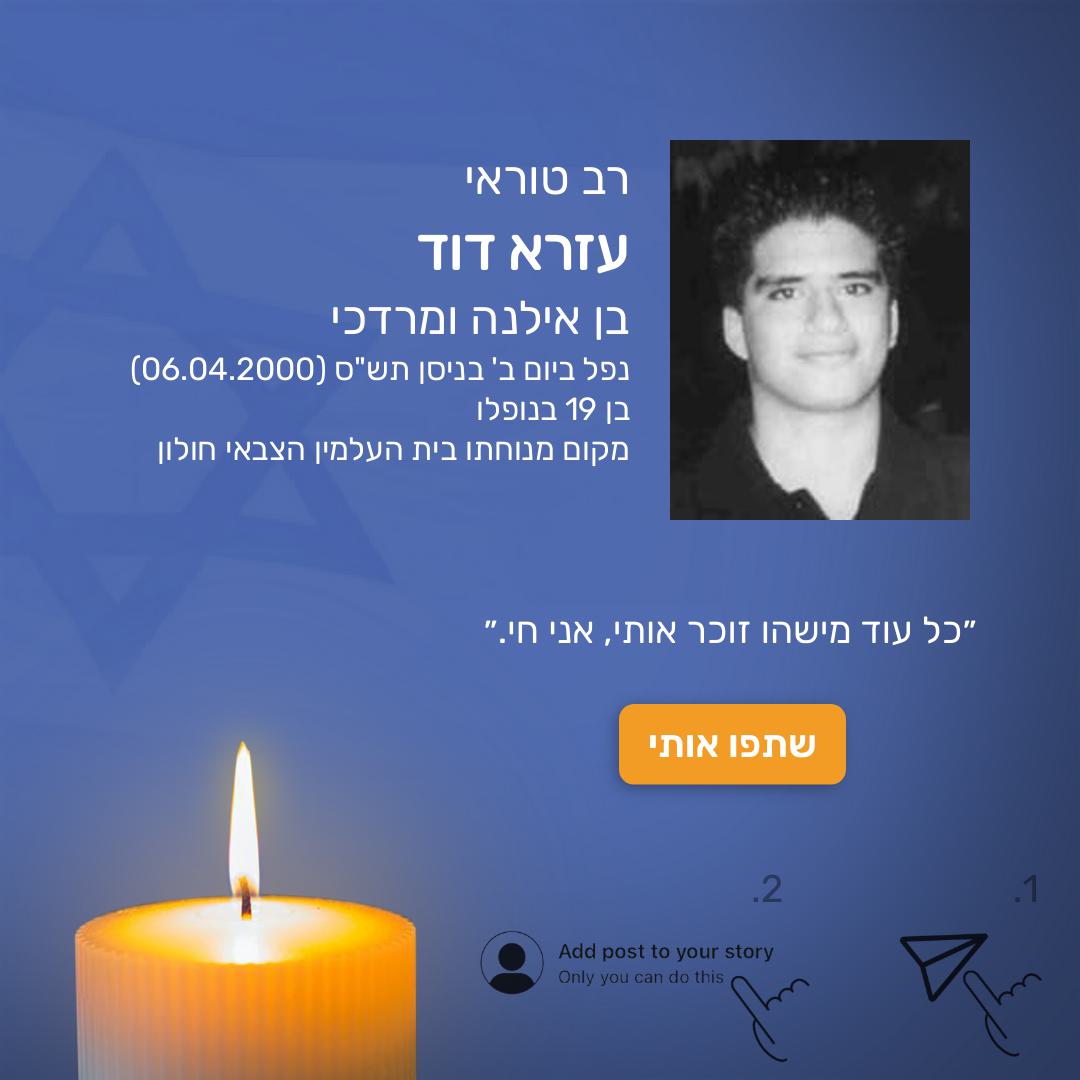 רב טוראי
עזרא דוד
בן אילנה ומרדכי
נפל ביום ב' בניסן תש"ס (06.04.2000)
בן 19 בנופלו
מקום מנוחתו בית העלמין הצבאי חולון
״כל עוד מישהו זוכר אותי, אני חי.״
שתפו אותי
1.
2.
Add post to your story
Only you can do this